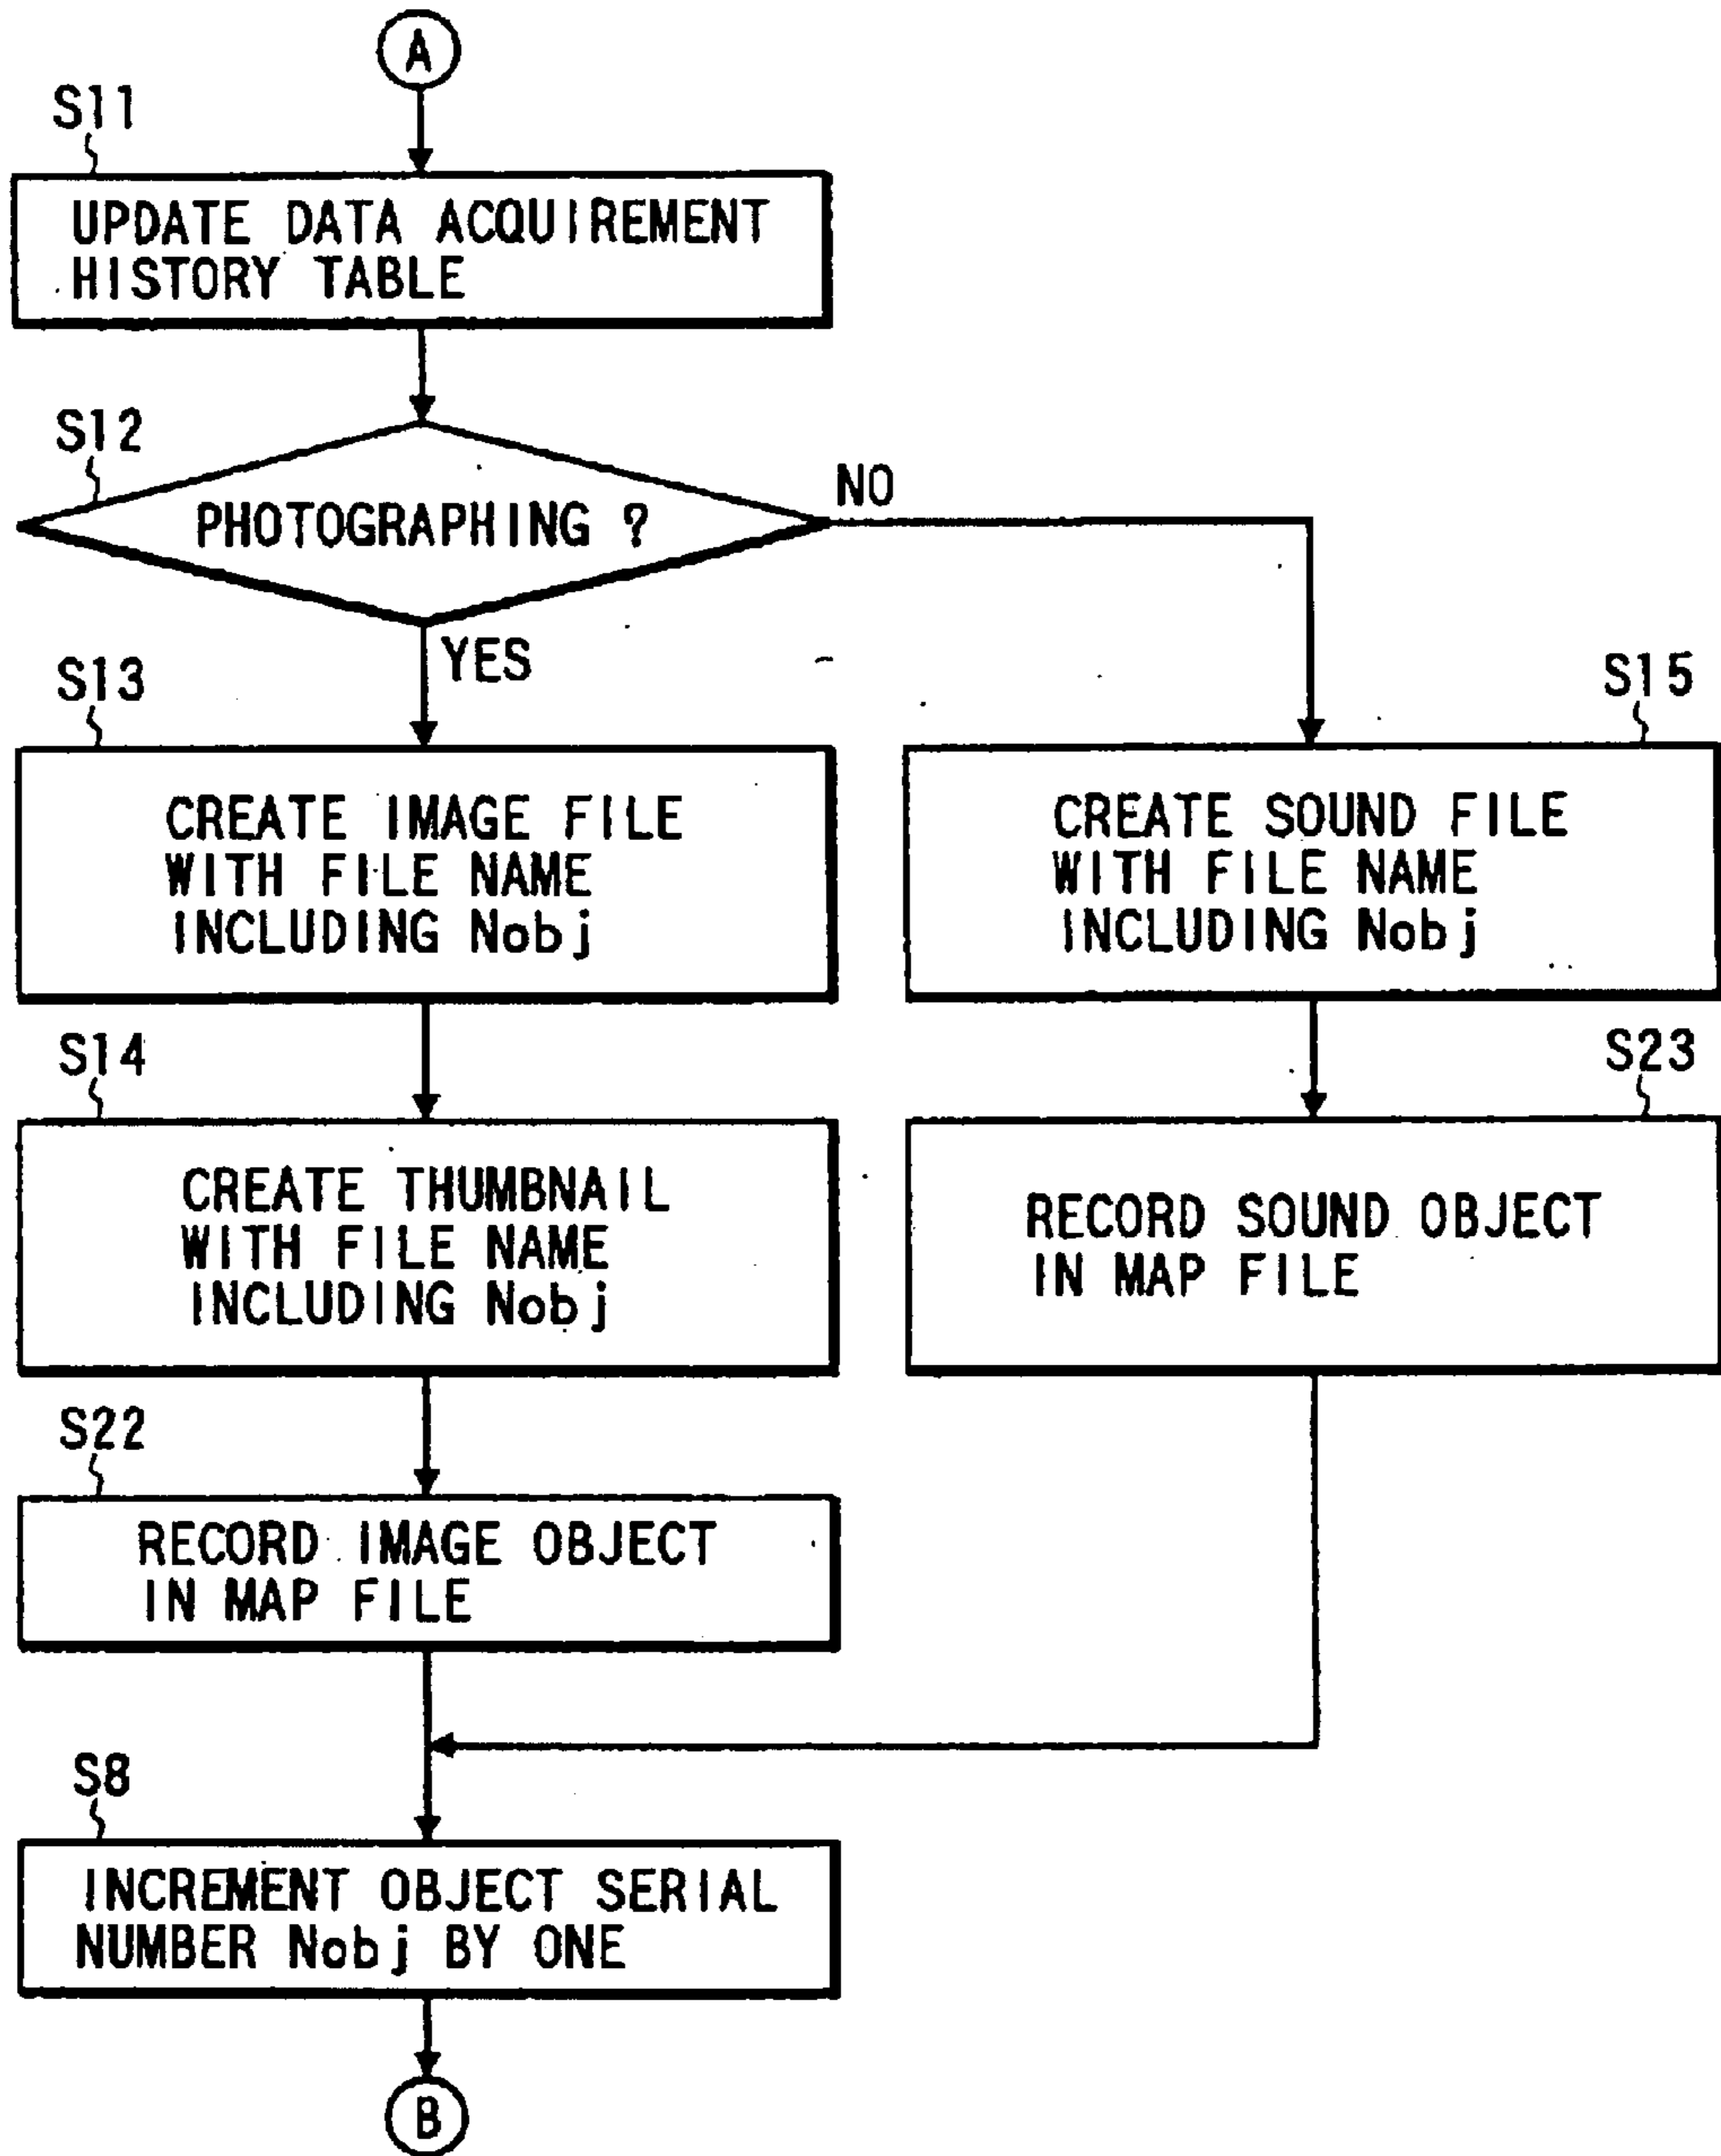 A
S11
UPDATE DATA ACQUIREMENT
HISTORY TABLE
S12
PHOTOGRAPHING ?
NO
YES
S13
CREATE IMAGE FILE
WITH FILE NAME
INCLUDING Nobj
S15
CREATE SOUND FILE
WITH FILE NAME
INCLUDING Nobj
S14
CREATE THUMBNAIL
WITH FILE NAME
INCLUDING Nobj
S23
RECORD SOUND OBJECT
IN MAP FILE
S22
RECORD IMAGE OBJECT
IN MAP FILE
S8
INCREMENT OBJECT SERIAL
NUMBER Nobj BY ONE
B